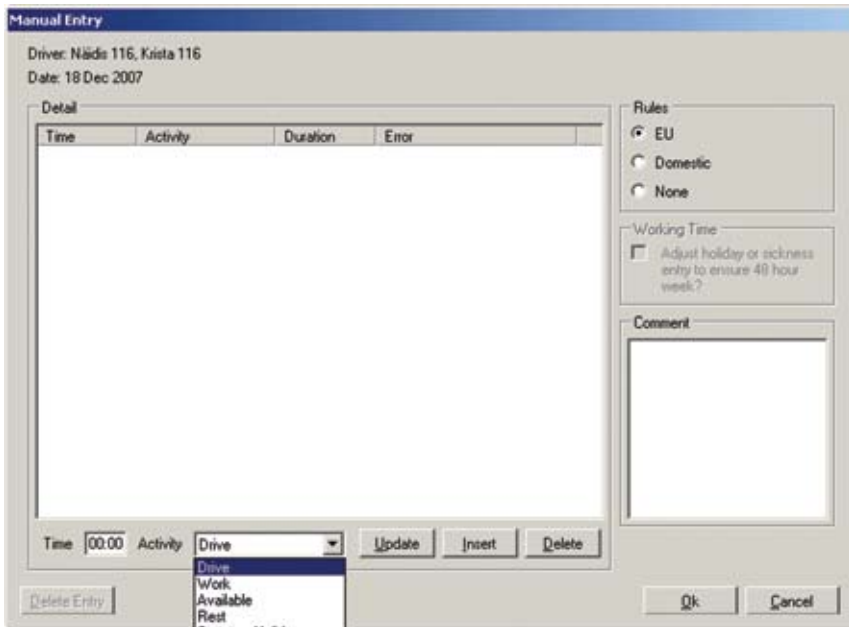 Manual Entry
Driver: Näidis 116, Krista 116
Date: 18 Dec 2007
Detail
Time Activity Duration Error
Rules
EU
Domestic
None
Working Time
Adjust holiday or sickness
entry to ensure 48 hour
week?
Comment
Time 00:00 Activity Drive Update Insert Delete
Drive
Work
Available
Rest
Delete Entry Ok Cancel